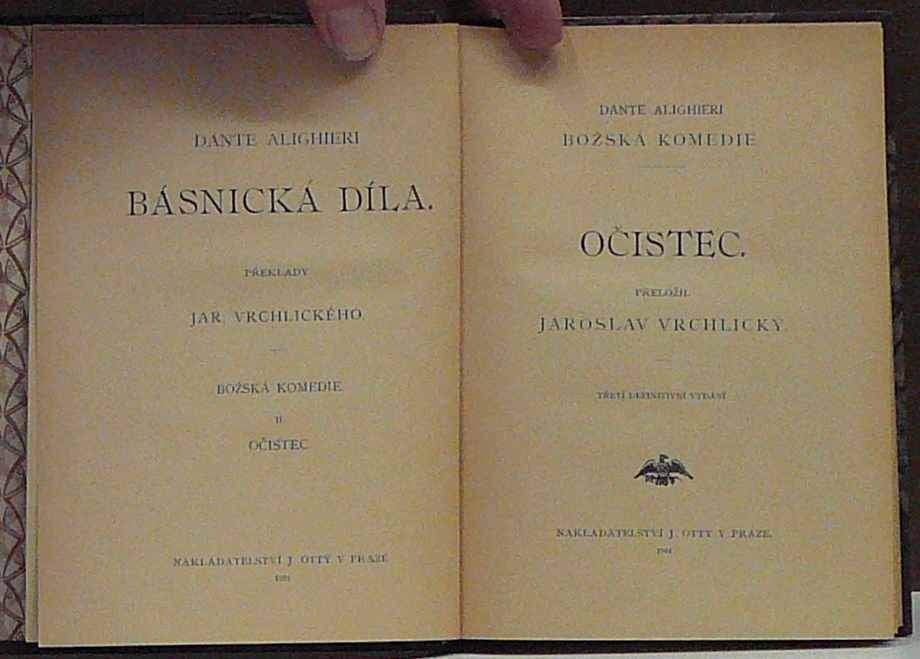 DANTE ALIGHIERI
BÁSNICKÁ DÍLA.
PŘEKLADY
JAR. VRCHLICKÉHO
BOŽSKÁ KOMEDIE
II
OČISTEC
NAKLADATELSTVÍ J. OTTY V PRAZE
DANTE ALIGHIERI
BOŽSKÁ KOMEDIE
OČISTEC.
PŘELOŽIL
JAROSLAV VRCHLICKÝ.
TŘETÍ DEFINITIVNÍ VYDÁNÍ
NAKLADATELSTVÍ J. OTTY V PRAZE.